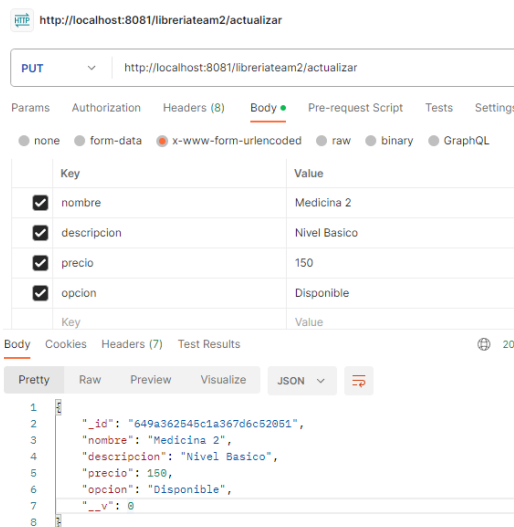 HTTP http://localhost:8081/libreriateam2/actualizar
PUT http://localhost:8081/libreriateam2/actualizar
Params Authorization Headers (8) Body Pre-request Script Tests Settings
none form-data x-www-form-urlencoded raw binary GraphQL
Key Value
nombre Medicina 2
descripcion Nivel Basico
precio 150
opcion Disponible
Key Value
Body Cookies Headers (7) Test Results 20
Pretty Raw Preview Visualize JSON
1 {
2 "_id": "649a362545c1a367d6c52051",
3 "nombre": "Medicina 2",
4 "descripcion": "Nivel Basico",
5 "precio": 150,
6 "opcion": "Disponible",
7 "__v": 0
8 }